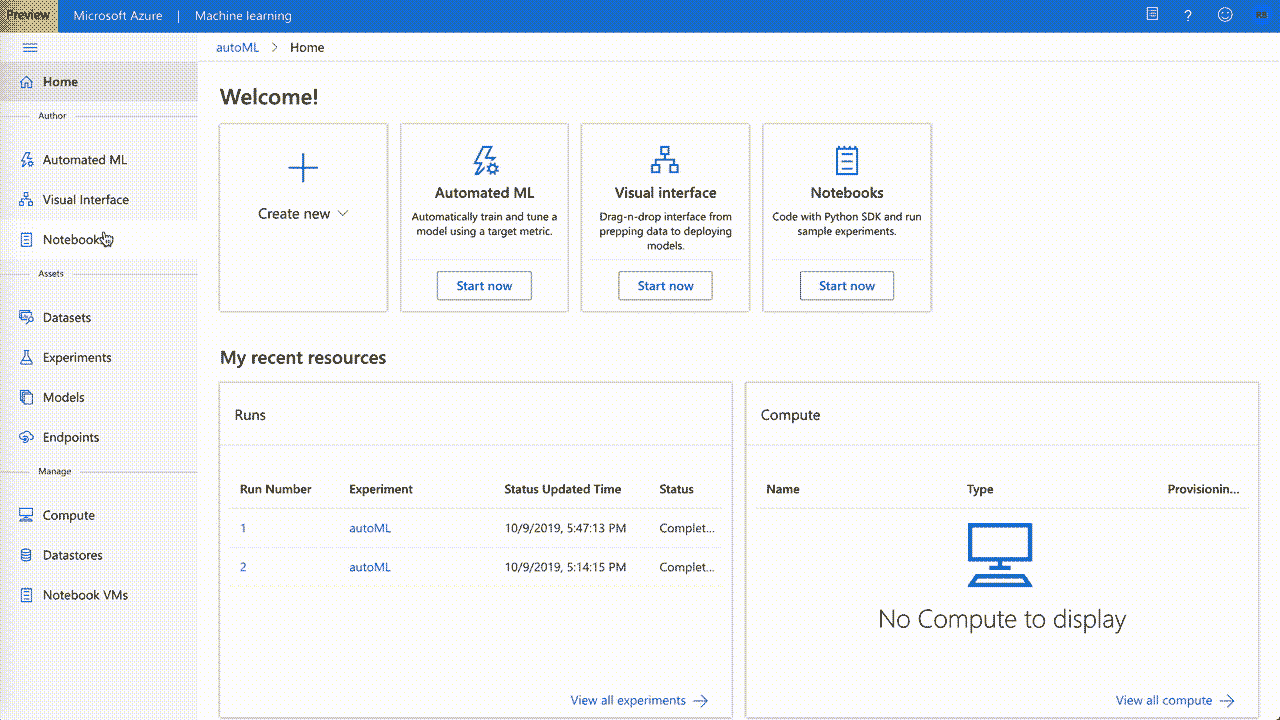 Preview
Microsoft Azure | Machine learning
?
autoML > Home
Home
Author
Automated ML
Visual Interface
Notebooks
Assets
Datasets
Experiments
Models
Endpoints
Manage
Compute
Datastores
Notebook VMs
Welcome!
Create new
Automated ML
Automatically train and tune a
model using a target metric.
Start now
Visual interface
Drag-n-drop interface from
prepping data to deploying
models.
Start now
Notebooks
Code with Python SDK and run
sample experiments.
Start now
My recent resources
Runs
Run Number Experiment Status Updated Time Status
1 autoML 10/9/2019, 5:47:13 PM Complet...
2 autoML 10/9/2019, 5:14:15 PM Complet...
View all experiments
Compute
Name Type Provisionin...
No Compute to display
View all compute